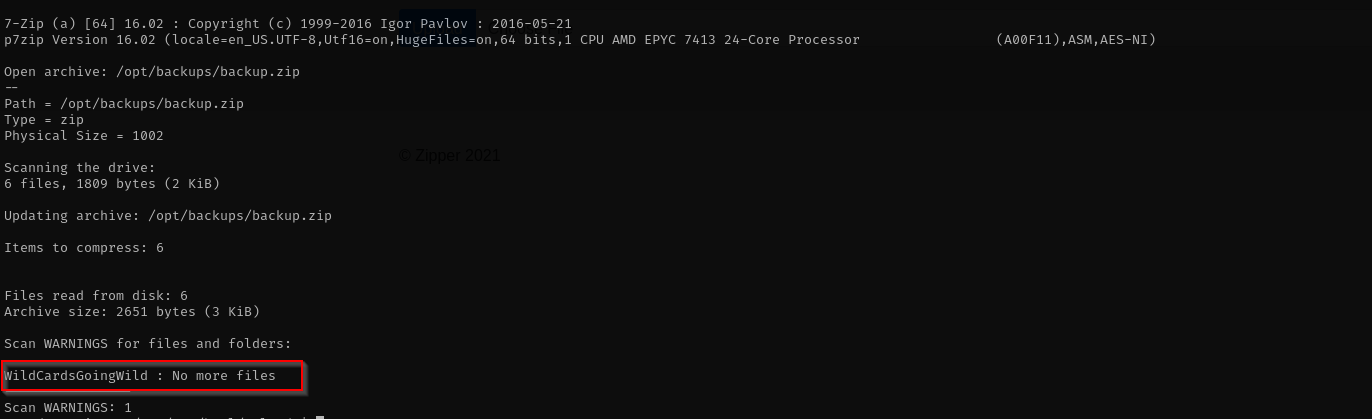 7-Zip (a) [64] 16.02 : Copyright (c) 1999-2016 Igor Pavlov : 2016-05-21
p7zip Version 16.02 (locale=en_US.UTF-8,Utf16=on,HugeFiles=on,64 bits,1 CPU AMD EPYC 7413 24-Core Processor (A00F11),ASM,AES-NI)
Open archive: /opt/backups/backup.zip
--
Path = /opt/backups/backup.zip
Type = zip
Physical Size = 1002
© Zipper 2021
Scanning the drive:
6 files, 1809 bytes (2 KiB)
Updating archive: /opt/backups/backup.zip
Items to compress: 6
Files read from disk: 6
Archive size: 2651 bytes (3 KiB)
Scan WARNINGS for files and folders:
WildCardsGoingWild : No more files
Scan WARNINGS: 1